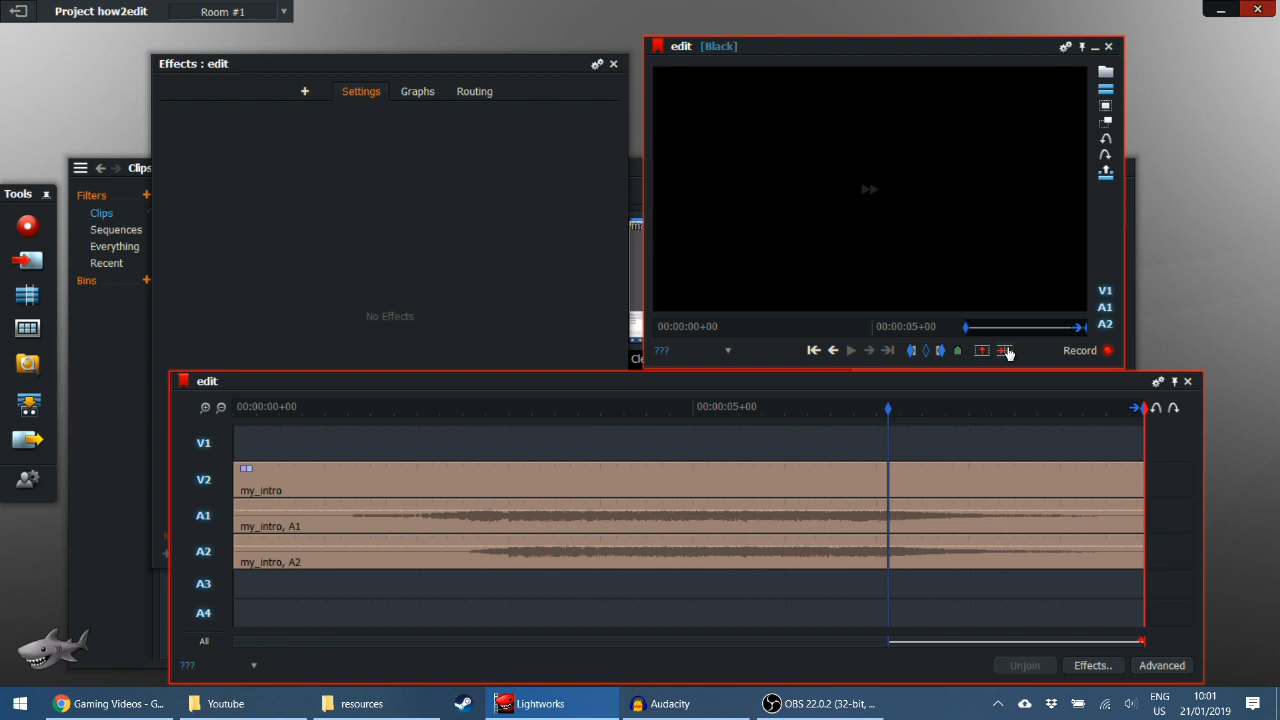 Project how2edit
Room #1
Effects : edit
+
Settings
Graphs
Routing
No Effects
edit [Black]
V1
A1
A2
00:00:00+00
00:00:05+00
???
Record
Tools
Clips
Filters +
Clips
Sequences
Everything
Recent
Bins +
edit
00:00:00+00
00:00:05+00
V1
V2
my_intro
A1
my_intro, A1
A2
my_intro, A2
A3
A4
All
???
Unjoin
Effects..
Advanced
Gaming Videos - G...
Youtube
resources
Lightworks
Audacity
OBS 22.0.2 (32-bit, ...
ENG
US
10:01
21/01/2019